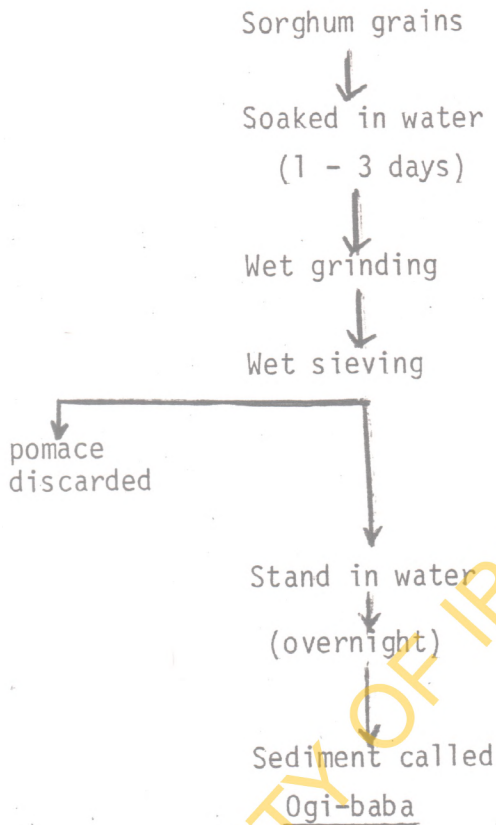 Sorghum grains
Soaked in water
(1 - 3 days)
Wet grinding
Wet sieving
pomace
discarded
Stand in water
(overnight)
Sediment called
Ogi-baba